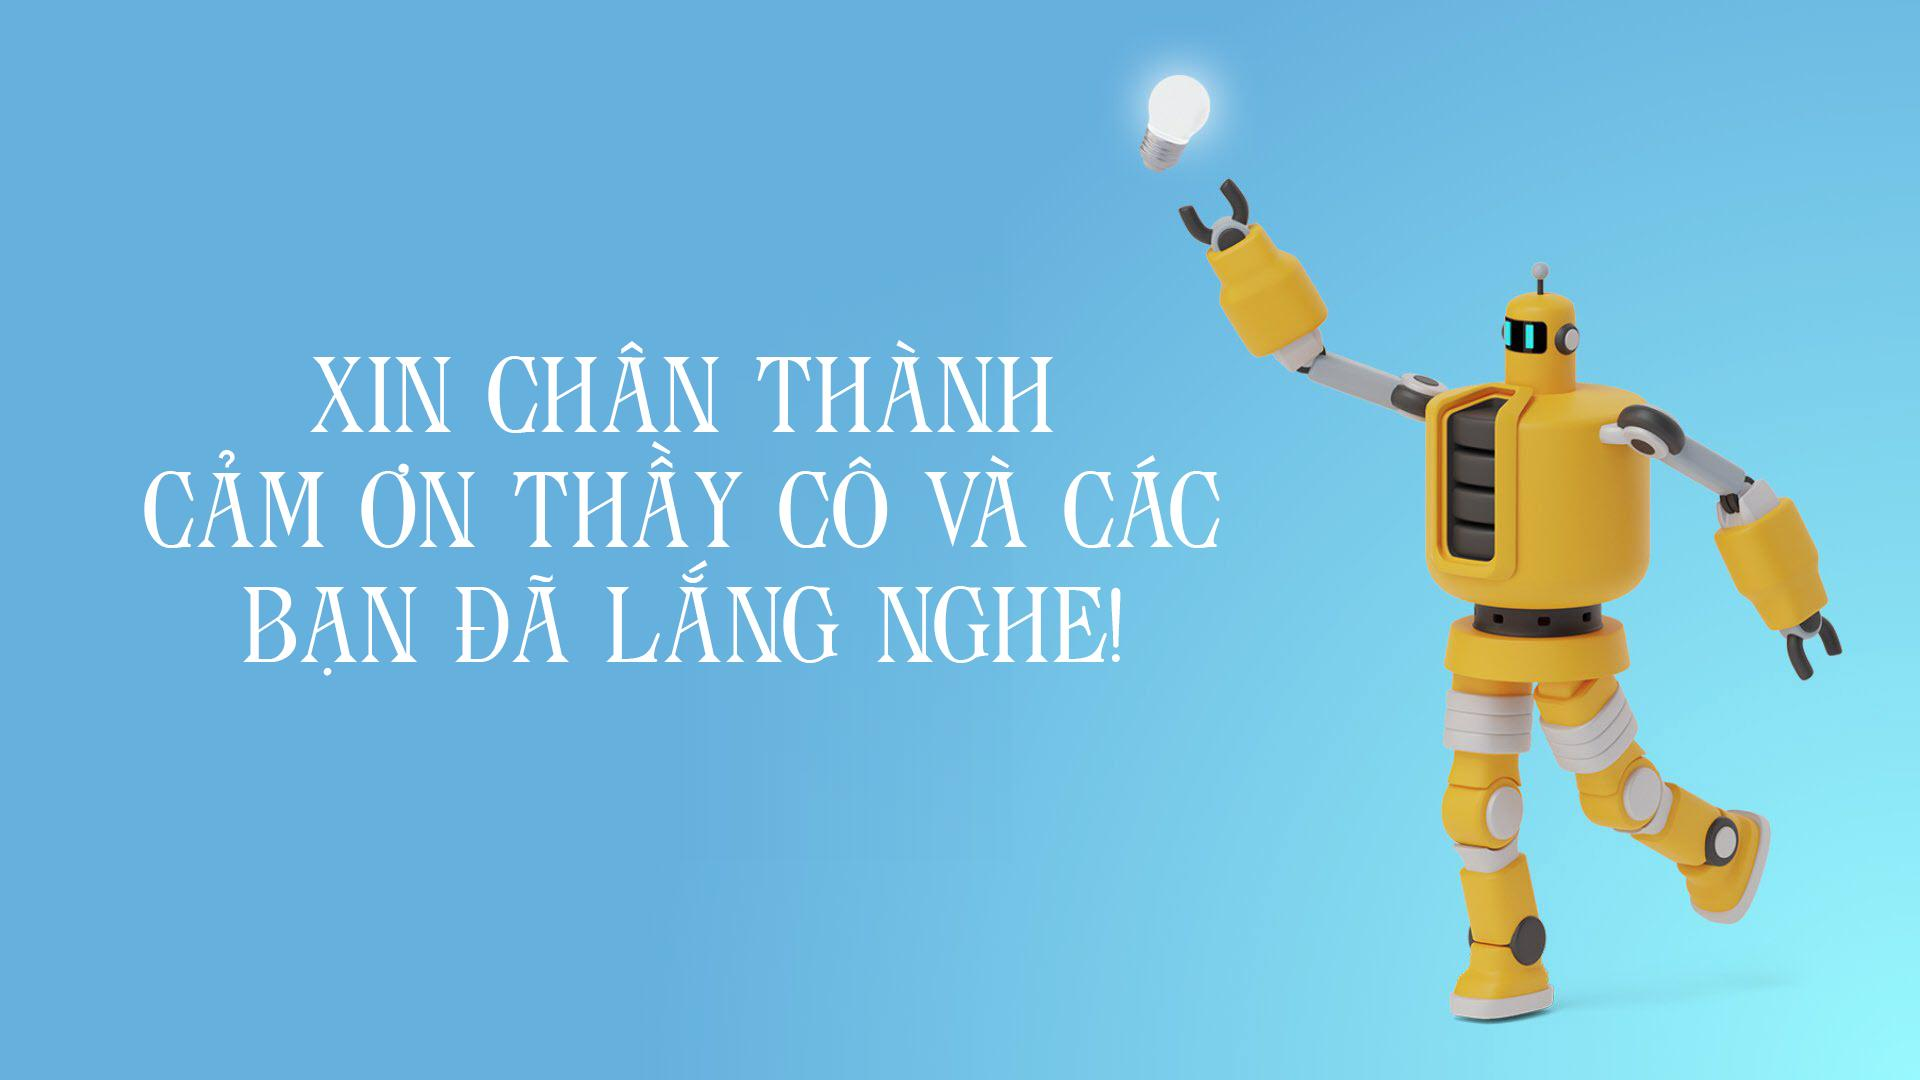 XIN CHÂN THÀNH
CẢM ƠN THẦY CÔ VÀ CÁC
BẠN ĐÃ LẮNG NGHE!